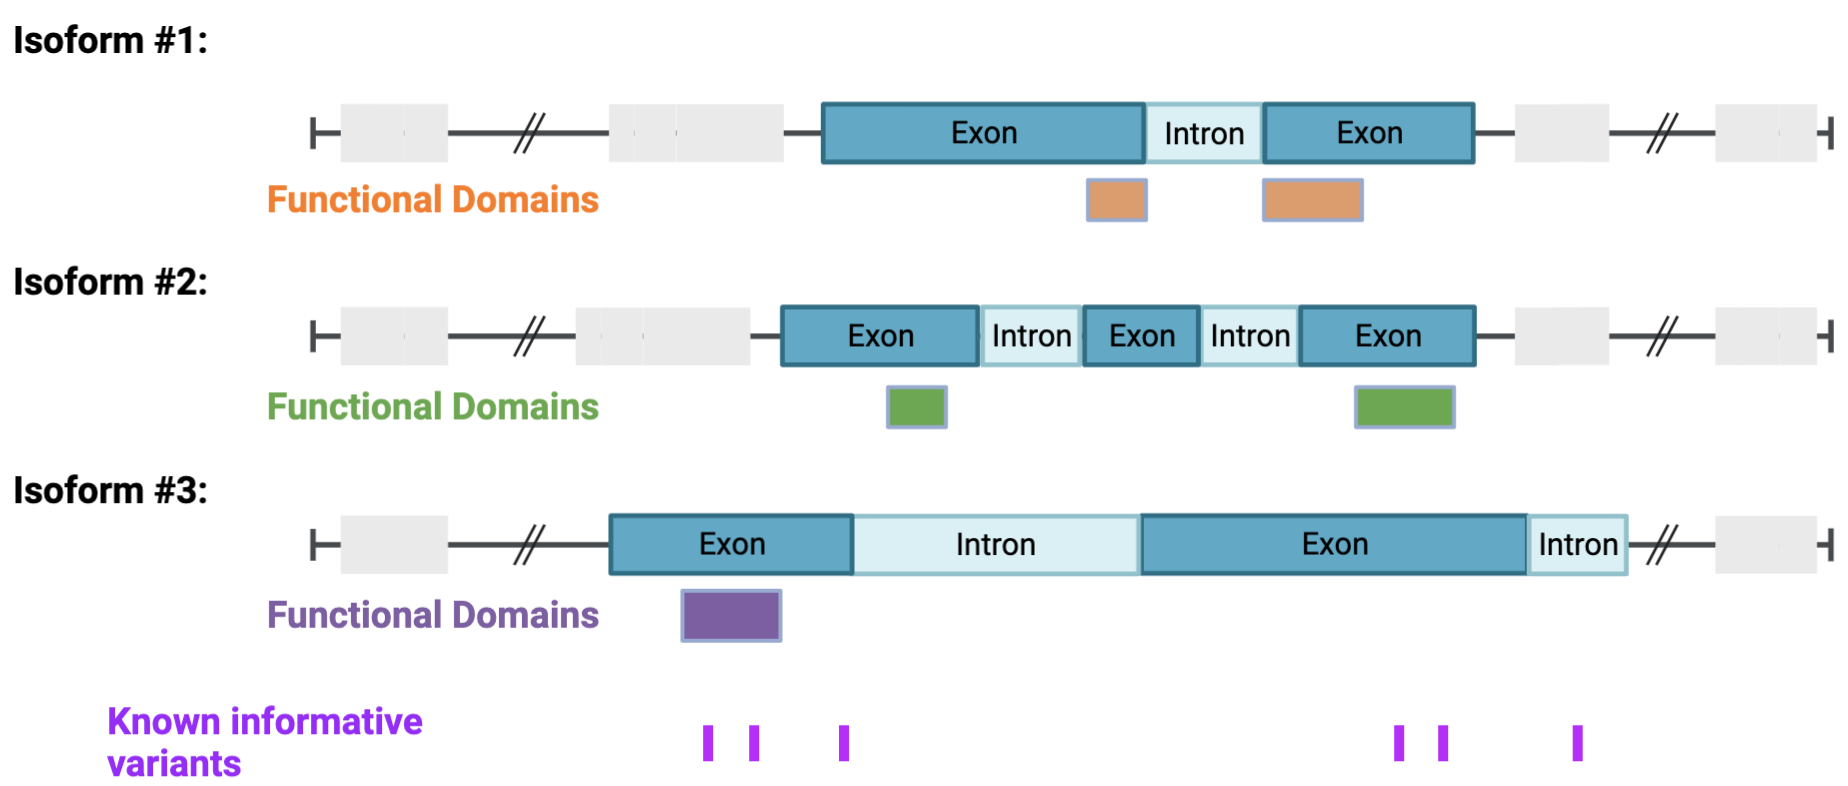 Isoform #1:
Exon Intron Exon
Functional Domains
Isoform #2:
Exon Intron Exon Intron Exon
Functional Domains
Isoform #3:
Exon Intron Exon Intron
Functional Domains
Known informative
variants